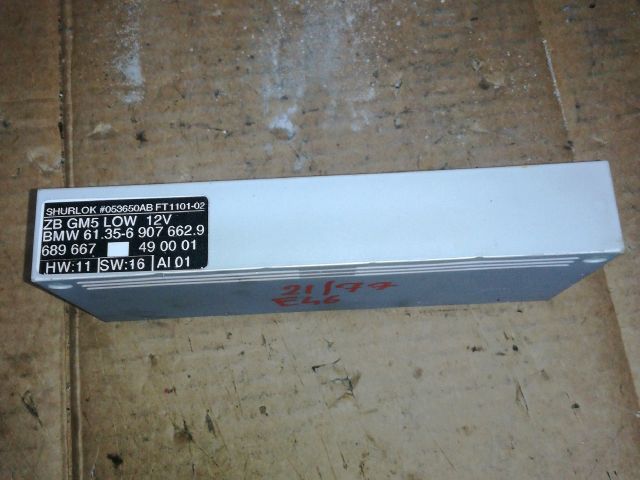 SHURLOK #053650AB FT1101-02
ZB GM5 LOW 12V
BMW 61.35-6 907 662.9
689 667 49 00 01
HW:11 SW:16 AI 01
21/97
E46